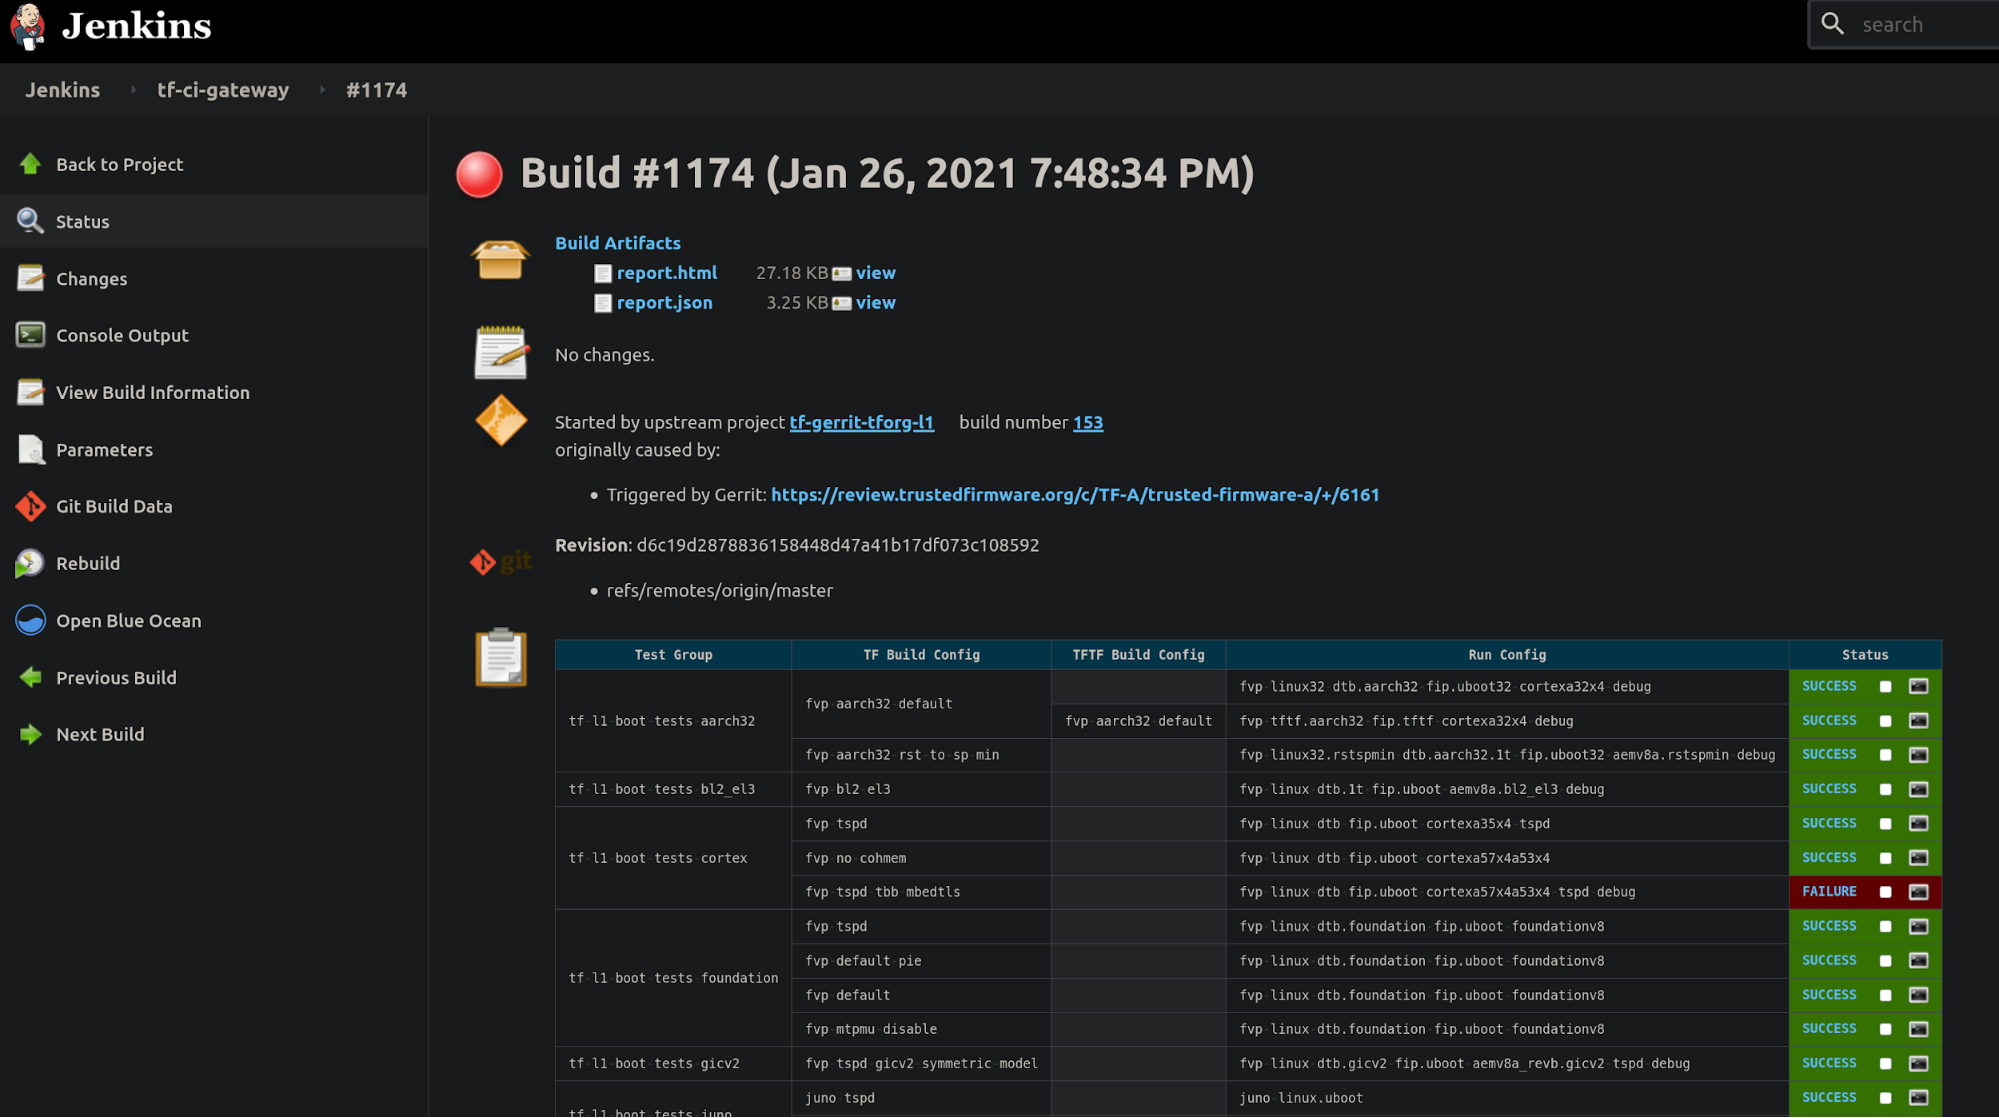 Jenkins
search
Jenkins tf-ci-gateway #1174
Back to Project
Status
Changes
Console Output
View Build Information
Parameters
Git Build Data
Rebuild
Open Blue Ocean
Previous Build
Next Build
Build #1174 (Jan 26, 2021 7:48:34 PM)
Build Artifacts
report.html 27.18 KB view
report.json 3.25 KB view
No changes.
Started by upstream project tf-gerrit-tforg-l1 build number 153
originally caused by:
Triggered by Gerrit: https://review.trustedfirmware.org/c/TF-A/trusted-firmware-a/+/6161
git
Revision: d6c19d2878836158448d47a41b17df073c108592
refs/remotes/origin/master
Test Group TF Build Config TFTF Build Config Run Config Status
tf-l1-boot-tests-aarch32 fvp-aarch32-default fvp-linux32-dtb.aarch32-fip.uboot32-cortexa32x4-debug SUCCESS
fvp-aarch32-default fvp-tftf.aarch32-fip.tftf-cortexa32x4-debug SUCCESS
fvp-aarch32-rst-to-sp-min fvp-linux32.rstspmin-dtb.aarch32.1t-fip.uboot32-aemv8a.rstspmin-debug SUCCESS
tf-l1-boot-tests-bl2_el3 fvp-bl2-el3 fvp-linux-dtb.1t-fip.uboot-aemv8a.bl2_el3-debug SUCCESS
tf-l1-boot-tests-cortex fvp-tspd fvp-linux-dtb-fip.uboot-cortexa35x4-tspd SUCCESS
fvp-no-cohmem fvp-linux-dtb-fip.uboot-cortexa57x4a53x4 SUCCESS
fvp-tspd-tbb-mbedtls fvp-linux-dtb-fip.uboot-cortexa57x4a53x4-tspd-debug FAILURE
tf-l1-boot-tests-foundation fvp-tspd fvp-linux-dtb.foundation-fip.uboot-foundationv8 SUCCESS
fvp-default-pie fvp-linux-dtb.foundation-fip.uboot-foundationv8 SUCCESS
fvp-default fvp-linux-dtb.foundation-fip.uboot-foundationv8 SUCCESS
fvp-mtpmu-disable fvp-linux-dtb.foundation-fip.uboot-foundationv8 SUCCESS
tf-l1-boot-tests-gicv2 fvp-tspd-gicv2-symmetric-model fvp-linux-dtb.gicv2-fip.uboot-aemv8a_revb.gicv2-tspd-debug SUCCESS
tf-l1-boot-tests-juno juno-tspd juno-linux.uboot SUCCESS